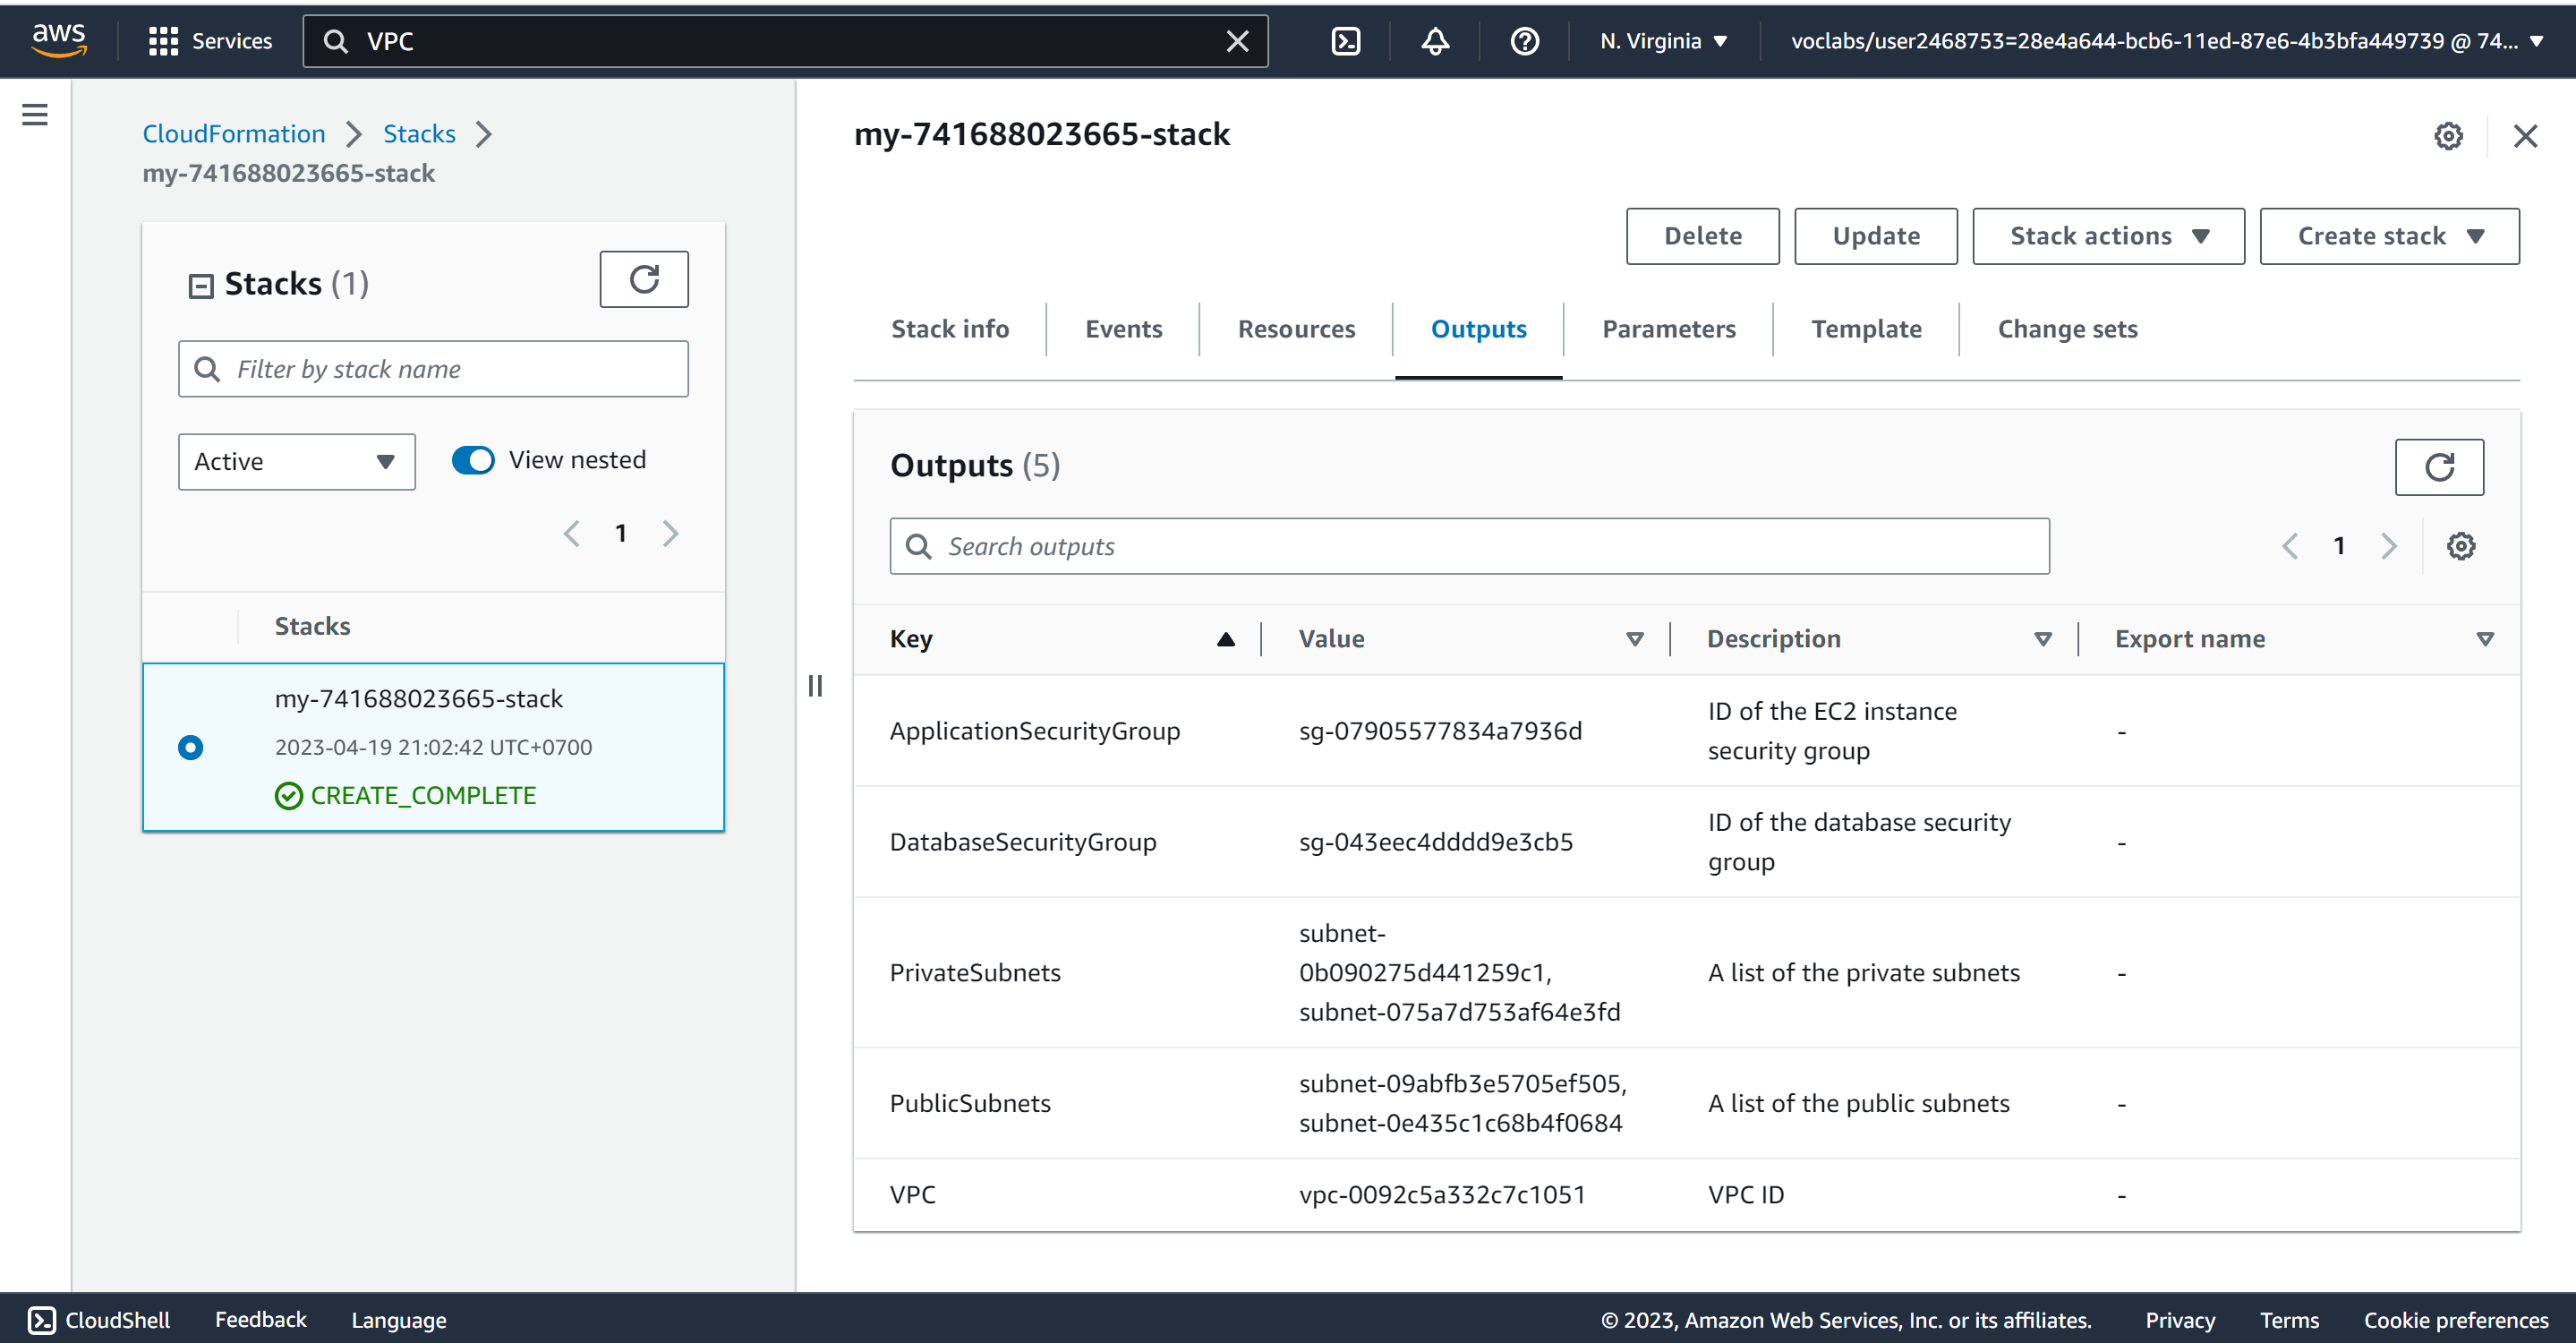 aws
Services
VPC
N. Virginia
voclabs/user2468753=28e4a644-bcb6-11ed-87e6-4b3bfa449739 @ 74...
CloudFormation
Stacks
my-741688023665-stack
Stacks (1)
Filter by stack name
Active
View nested
1
Stacks
my-741688023665-stack
2023-04-19 21:02:42 UTC+0700
CREATE_COMPLETE
my-741688023665-stack
Delete
Update
Stack actions
Create stack
Stack info
Events
Resources
Outputs
Parameters
Template
Change sets
Outputs (5)
Search outputs
1
Key
Value
Description
Export name
ApplicationSecurityGroup
sg-07905577834a7936d
ID of the EC2 instance
security group
-
DatabaseSecurityGroup
sg-043eec4dddd9e3cb5
ID of the database security
group
-
PrivateSubnets
subnet-
0b090275d441259c1,
subnet-075a7d753af64e3fd
A list of the private subnets
-
PublicSubnets
subnet-09abfb3e5705ef505,
subnet-0e435c1c68b4f0684
A list of the public subnets
-
VPC
vpc-0092c5a332c7c1051
VPC ID
-
CloudShell
Feedback
Language
© 2023, Amazon Web Services, Inc. or its affiliates.
Privacy
Terms
Cookie preferences